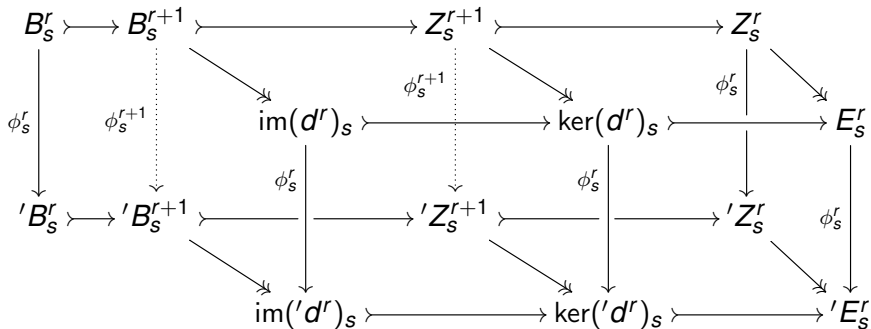 B_s^r B_s^{r+1} Z_s^{r+1} Z_s^r
ϕ_s^r ϕ_s^{r+1} ϕ_s^{r+1} ϕ_s^r
im(d^r)_s ker(d^r)_s E_s^r
ϕ_s^r ϕ_s^r ϕ_s^r
'B_s^r 'B_s^{r+1} 'Z_s^{r+1} 'Z_s^r
im('d^r)_s ker('d^r)_s 'E_s^r